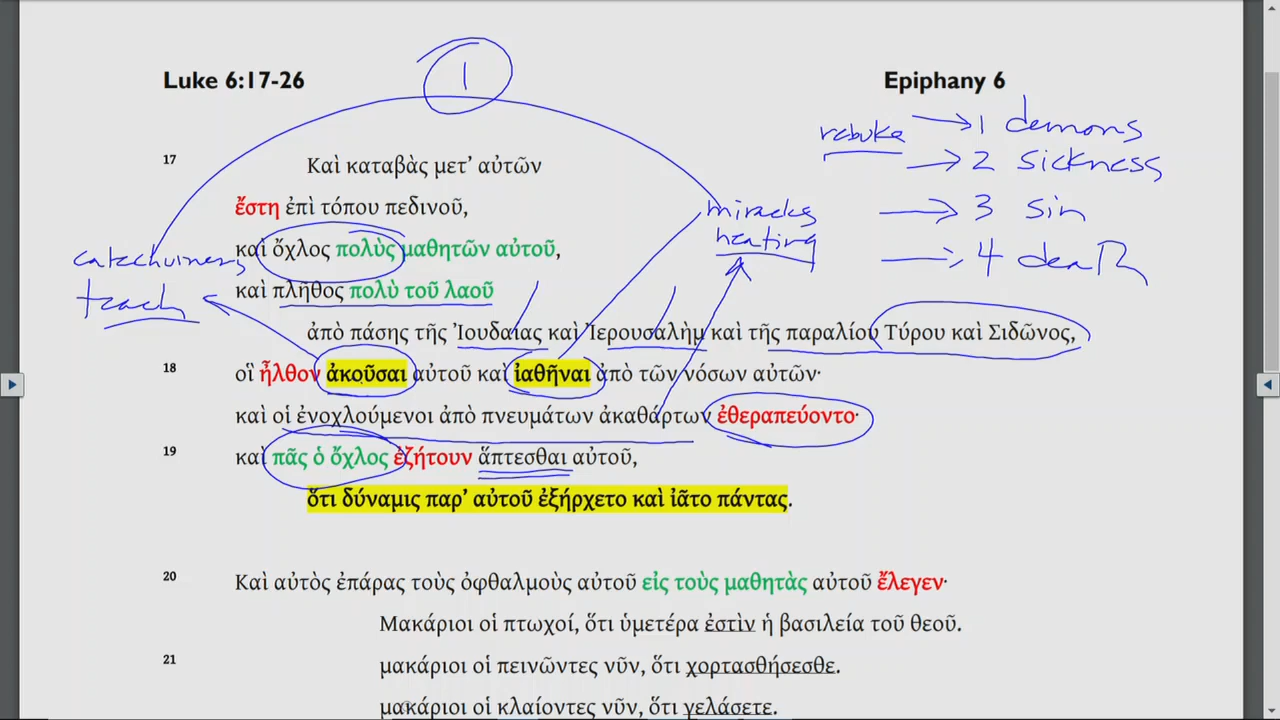 Luke 6:17-26
1
Epiphany 6
rebuke → 1 demons
→ 2 sickness
→ 3 sin
→ 4 death
17 Καὶ καταβὰς μετ’ αὐτῶν
ἔστη ἐπὶ τόπου πεδινοῦ,
miracles
healing
καὶ ὄχλος πολὺς μαθητῶν αὐτοῦ,
teach
καὶ πλῆθος πολὺ τοῦ λαοῦ
ἀπὸ πάσης τῆς Ἰουδαίας καὶ Ἰερουσαλὴμ καὶ τῆς παραλίου Τύρου καὶ Σιδῶνος,
18 οἳ ἦλθον ἀκοῦσαι αὐτοῦ καὶ ἰαθῆναι ἀπὸ τῶν νόσων αὐτῶν·
καὶ οἱ ἐνοχλούμενοι ἀπὸ πνευμάτων ἀκαθάρτων ἐθεραπεύοντο·
19 καὶ πᾶς ὁ ὄχλος ἐζήτουν ἅπτεσθαι αὐτοῦ,
ὅτι δύναμις παρ’ αὐτοῦ ἐξήρχετο καὶ ἰᾶτο πάντας.
20 Καὶ αὐτὸς ἐπάρας τοὺς ὀφθαλμοὺς αὐτοῦ εἰς τοὺς μαθητὰς αὐτοῦ ἔλεγεν·
Μακάριοι οἱ πτωχοί, ὅτι ὑμετέρα ἐστὶν ἡ βασιλεία τοῦ θεοῦ.
21 μακάριοι οἱ πεινῶντες νῦν, ὅτι χορτασθήσεσθε.
μακάριοι οἱ κλαίοντες νῦν, ὅτι γελάσετε.